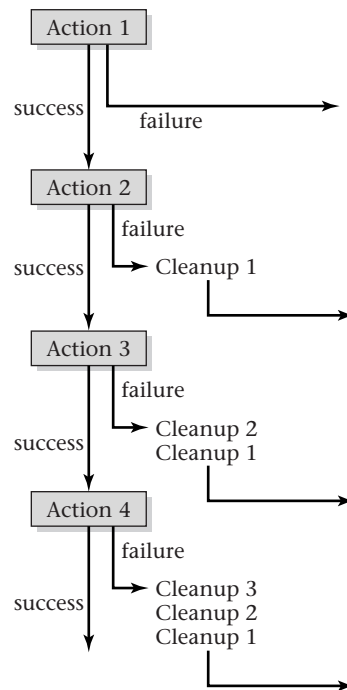 Action 1
success
failure
Action 2
failure
success
Cleanup 1
Action 3
failure
success
Cleanup 2
Cleanup 1
Action 4
failure
success
Cleanup 3
Cleanup 2
Cleanup 1